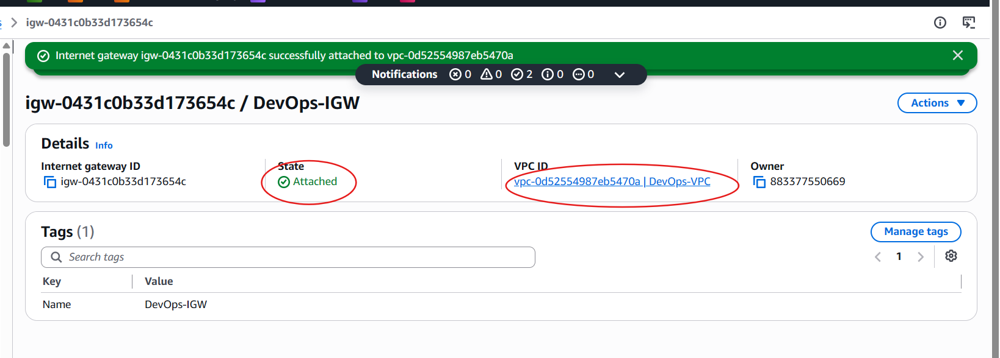 igw-0431c0b33d173654c
Internet gateway igw-0431c0b33d173654c successfully attached to vpc-0d52554987eb5470a
Notifications 0 0 2 0 0
igw-0431c0b33d173654c / DevOps-IGW
Actions
Details Info
Internet gateway ID
igw-0431c0b33d173654c
State
Attached
VPC ID
vpc-0d52554987eb5470a | DevOps-VPC
Owner
883377550669
Tags (1)
Manage tags
Search tags
1
Key Value
Name DevOps-IGW